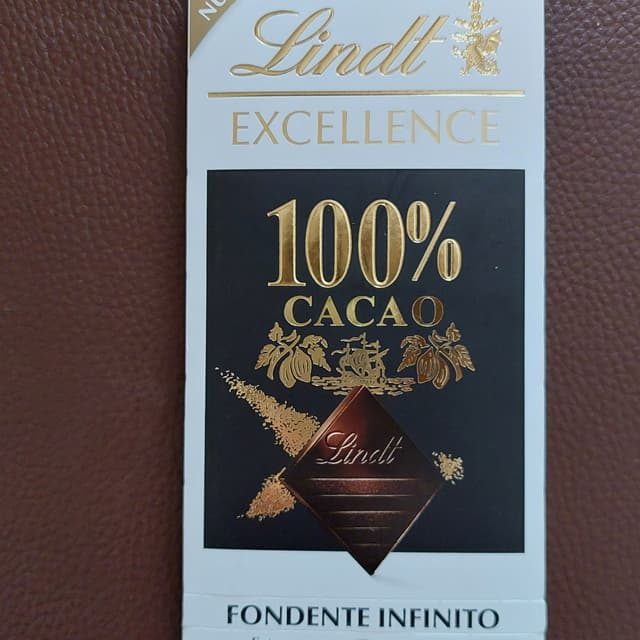 Lindt
EXCELLENCE
100%
CACAO
Lindt
FONDENTE INFINITO